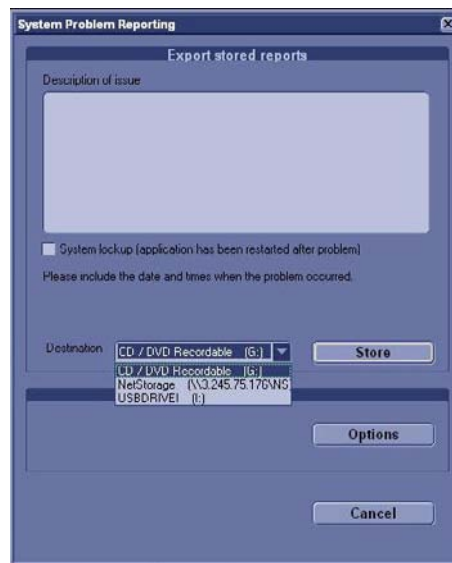 System Problem Reporting
Export stored reports
Description of issue
System lockup (application has been restarted after problem)
Please include the date and times when the problem occurred.
Destination CD / DVD Recordable (G:) Store
CD / DVD Recordable (G:)
NetStorage (\\3.245.75.176\NS
USBDRIVE1 (I:)
Options
Cancel